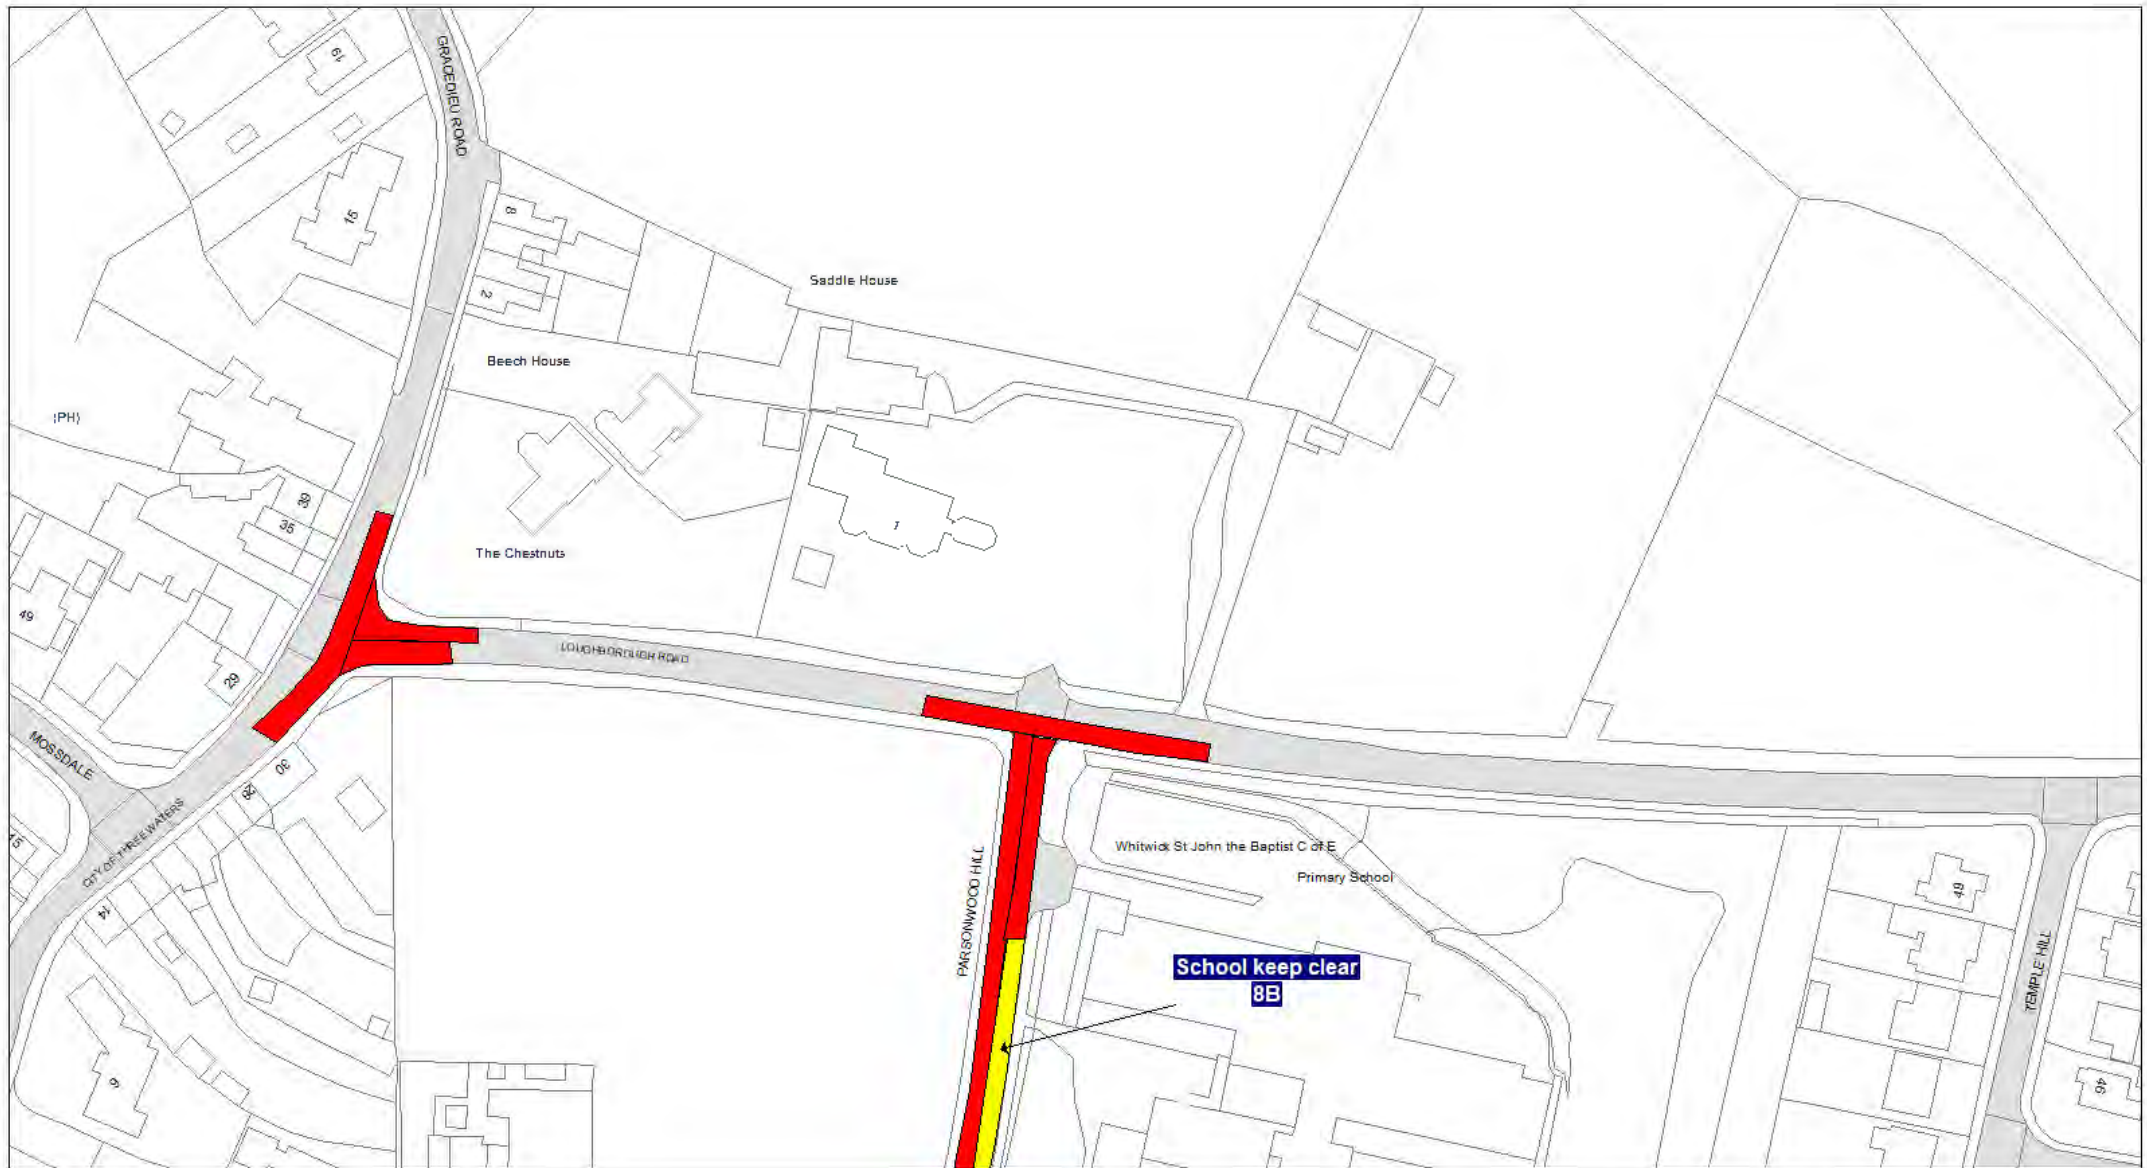 19
GRACEDIEU ROAD
15
8
2
Saddle House
Beech House
(PH)
39
35
1
The Chestnuts
49
29
LOUGHBOROUGH ROAD
MOSSDALE
30
28
CITY OF THREE WATERS
15
14
Whitwick St John the Baptist C of E
Primary School
PARSONWOOD HILL
49
School keep clear
8B
TEMPLE HILL
9
46